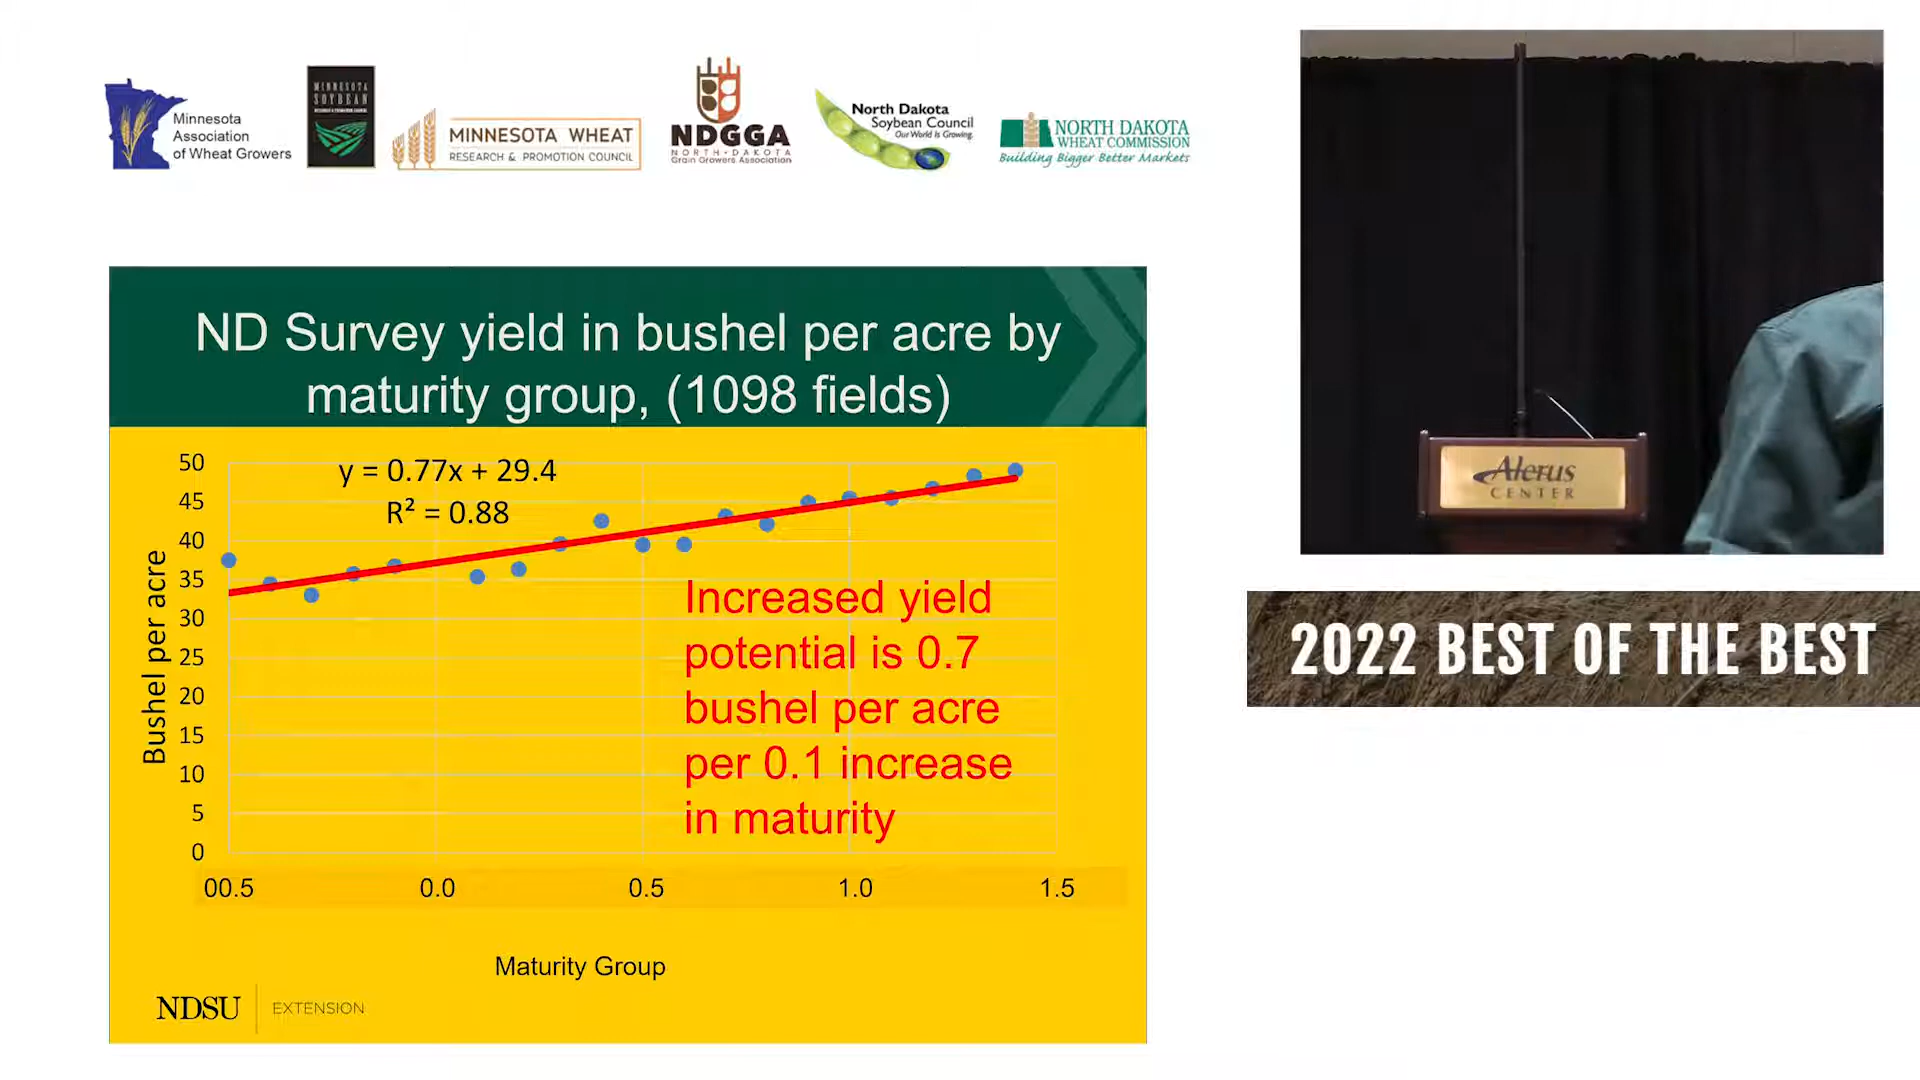 Minnesota
Association
of Wheat Growers
MINNESOTA
SOYBEAN
MINNESOTA WHEAT
RESEARCH & PROMOTION COUNCIL
NDGGA
NORTH·DAKOTA
Grain Growers Association
North Dakota
Soybean Council
Our World Is Growing.
NORTH DAKOTA
WHEAT COMMISSION
Building Bigger Better Markets
ND Survey yield in bushel per acre by
maturity group, (1098 fields)
y = 0.77x + 29.4
R² = 0.88
Bushel per acre
50
45
40
35
30
25
20
15
10
5
0
Increased yield
potential is 0.7
bushel per acre
per 0.1 increase
in maturity
00.5 0.0 0.5 1.0 1.5
Maturity Group
NDSU EXTENSION
Alerus
CENTER
2022 BEST OF THE BEST